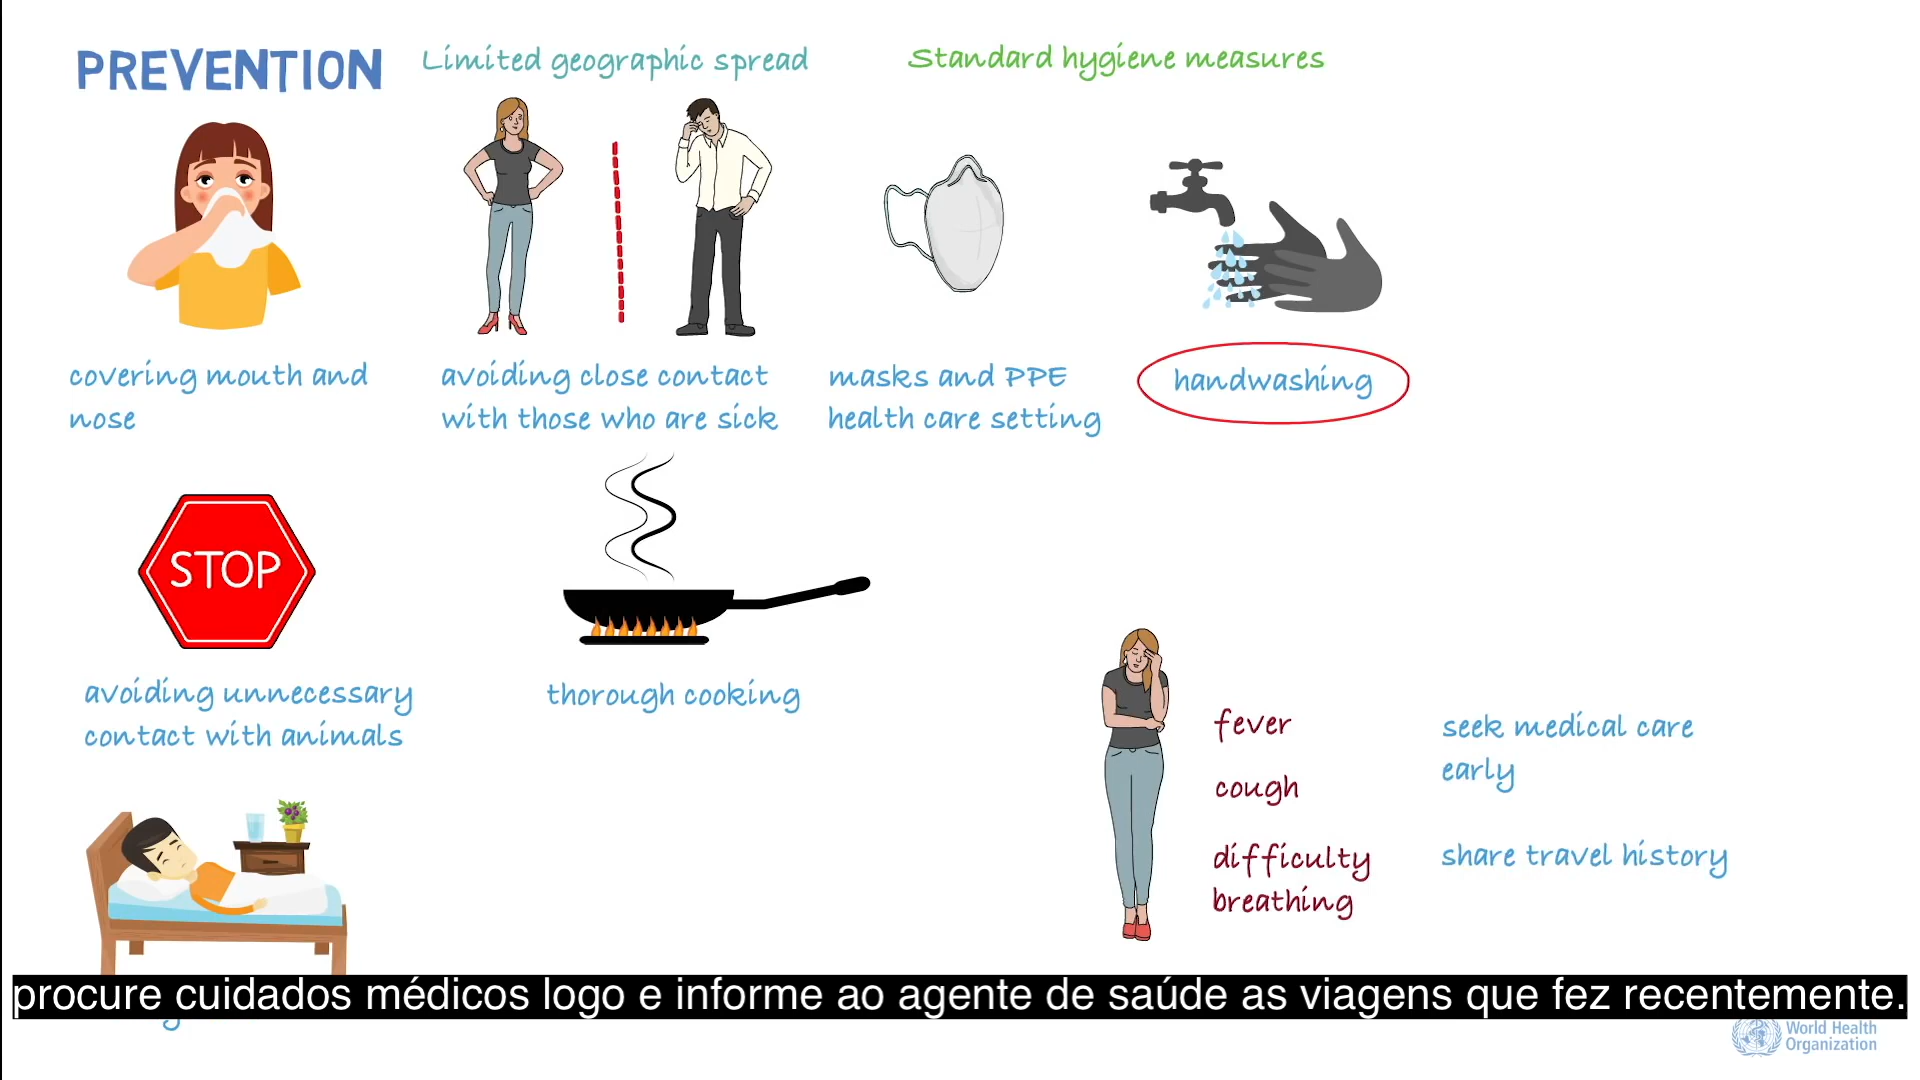 PREVENTION
Limited geographic spread
Standard hygiene measures
covering mouth and
nose
avoiding close contact
with those who are sick
masks and PPE
health care setting
handwashing
STOP
avoiding unnecessary
contact with animals
thorough cooking
fever
cough
difficulty
breathing
seek medical care
early
share travel history
procure cuidados médicos logo e informe ao agente de saúde as viagens que fez recentemente.
World Health
Organization